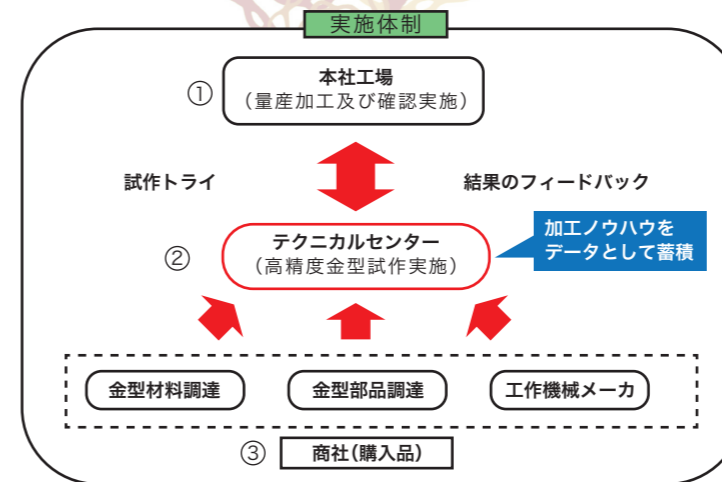 実施体制
①
本社工場
（量産加工及び確認実施）
試作トライ
結果のフィードバック
②
テクニカルセンター
（高精度金型試作実施）
加工ノウハウを
データとして蓄積
金型材料調達
金型部品調達
工作機械メーカ
③
商社（購入品）